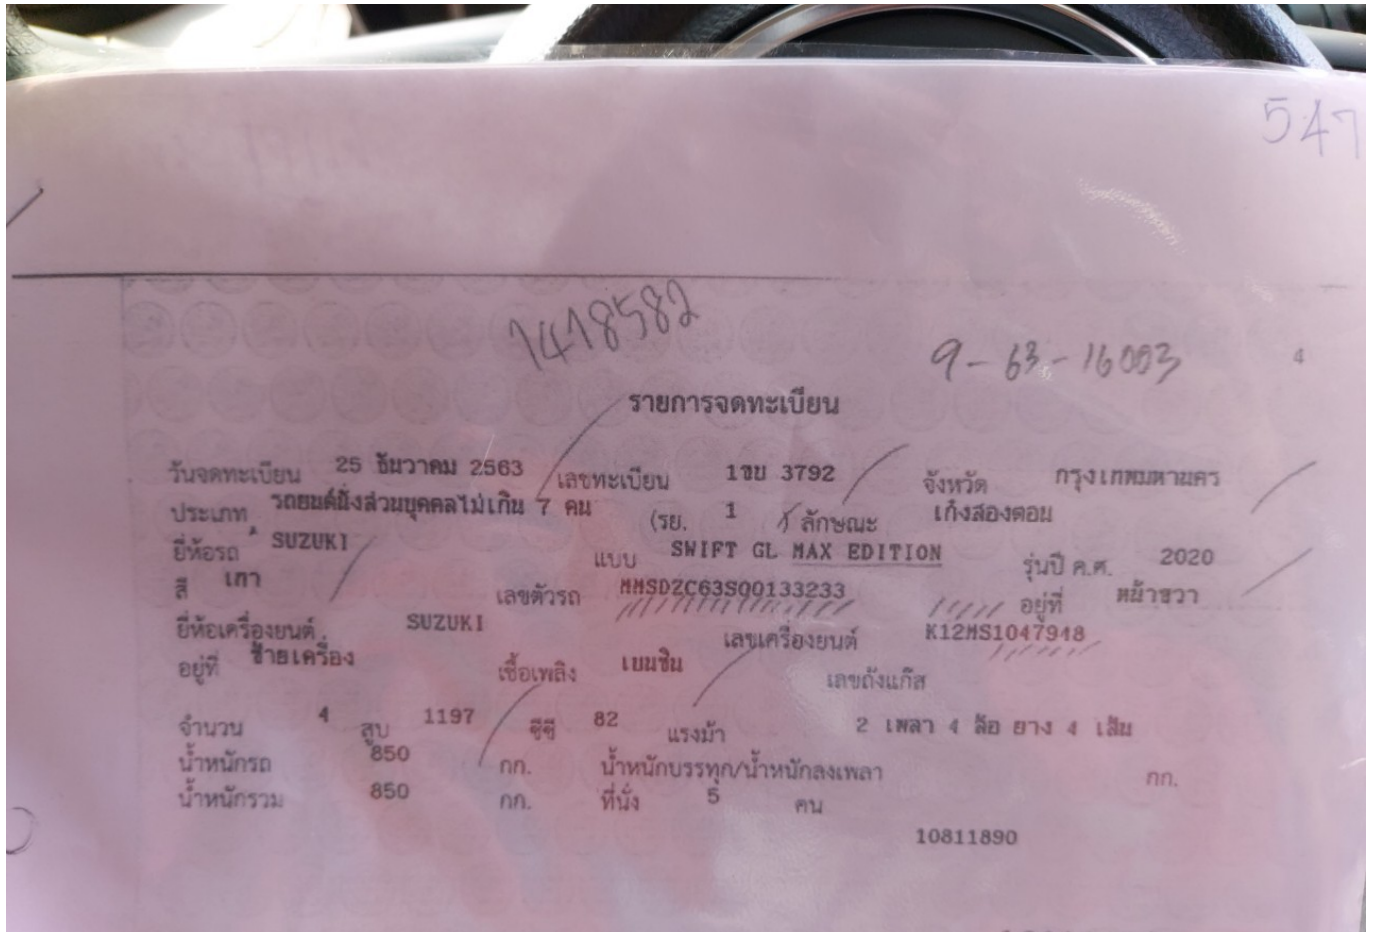 547
1418582
9-63-16003
4
รายการจดทะเบียน
วันจดทะเบียน 25 ธันวาคม 2563 เลขทะเบียน 1ขบ 3792 จังหวัด กรุงเทพมหานคร
ประเภท รถยนต์นั่งส่วนบุคคลไม่เกิน 7 คน (รย. 1 ) ลักษณะ เก๋งสองตอน
ยี่ห้อรถ SUZUKI แบบ SWIFT GL MAX EDITION รุ่นปี ค.ศ. 2020
สี เทา เลขตัวรถ MMSDZC63S00133233 อยู่ที่ หน้าขวา
ยี่ห้อเครื่องยนต์ SUZUKI เลขเครื่องยนต์ K12MS1047948
อยู่ที่ ซ้ายเครื่อง เชื้อเพลิง เบนซิน เลขถังแก๊ส
จำนวน 4 สูบ 1197 ซีซี 82 แรงม้า 2 เพลา 4 ล้อ ยาง 4 เส้น
น้ำหนักรถ 850 กก. น้ำหนักบรรทุก/น้ำหนักลงเพลา กก.
น้ำหนักรวม 850 กก. ที่นั่ง 5 คน
10811890